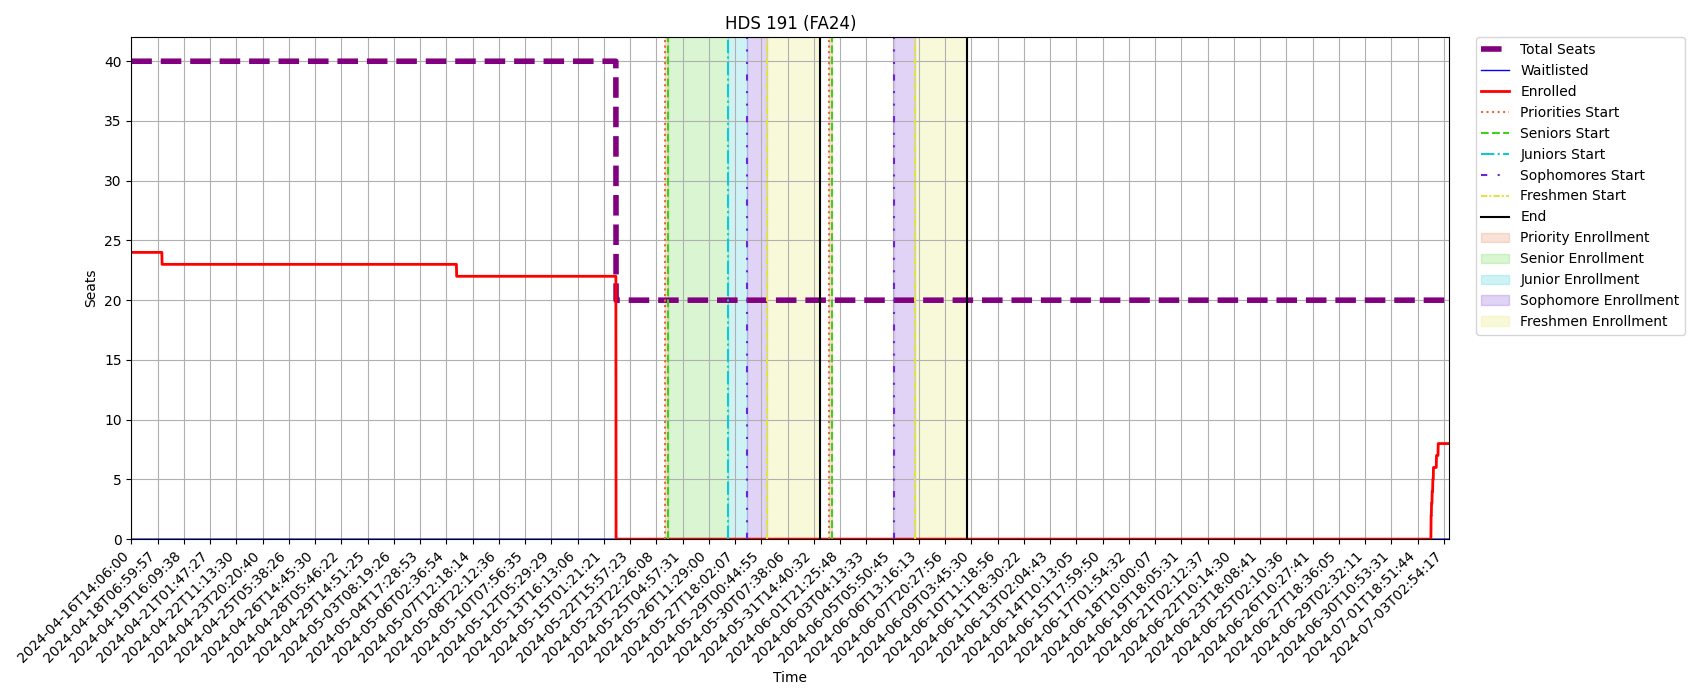 HDS 191 (FA24)
Seats
40
35
30
25
20
15
10
5
0
2024-04-16T14:06:00
2024-04-18T06:59:57
2024-04-19T16:09:38
2024-04-21T01:47:27
2024-04-22T11:13:30
2024-04-23T20:20:40
2024-04-25T05:38:26
2024-04-26T14:45:30
2024-04-28T05:46:22
2024-04-29T14:51:25
2024-05-03T08:19:26
2024-05-04T17:28:53
2024-05-06T02:36:54
2024-05-07T12:18:14
2024-05-08T22:12:36
2024-05-10T07:56:35
2024-05-12T05:29:29
2024-05-13T16:13:06
2024-05-15T01:21:21
2024-05-22T15:57:23
2024-05-23T22:26:08
2024-05-25T04:57:31
2024-05-26T11:29:00
2024-05-27T18:02:07
2024-05-29T00:44:55
2024-05-30T07:38:06
2024-05-31T14:40:32
2024-06-01T21:25:48
2024-06-03T04:13:33
2024-06-05T05:50:45
2024-06-06T13:16:13
2024-06-07T20:27:56
2024-06-09T03:45:30
2024-06-10T11:18:56
2024-06-11T18:30:22
2024-06-13T02:04:43
2024-06-14T10:13:05
2024-06-15T17:59:50
2024-06-17T01:54:32
2024-06-18T10:00:07
2024-06-19T18:05:31
2024-06-21T02:12:37
2024-06-22T10:14:30
2024-06-23T18:08:41
2024-06-25T02:10:36
2024-06-26T10:27:41
2024-06-27T18:36:05
2024-06-29T02:32:11
2024-06-30T10:53:31
2024-07-01T18:51:44
2024-07-03T02:54:17
Time
Total Seats
Waitlisted
Enrolled
Priorities Start
Seniors Start
Juniors Start
Sophomores Start
Freshmen Start
End
Priority Enrollment
Senior Enrollment
Junior Enrollment
Sophomore Enrollment
Freshmen Enrollment